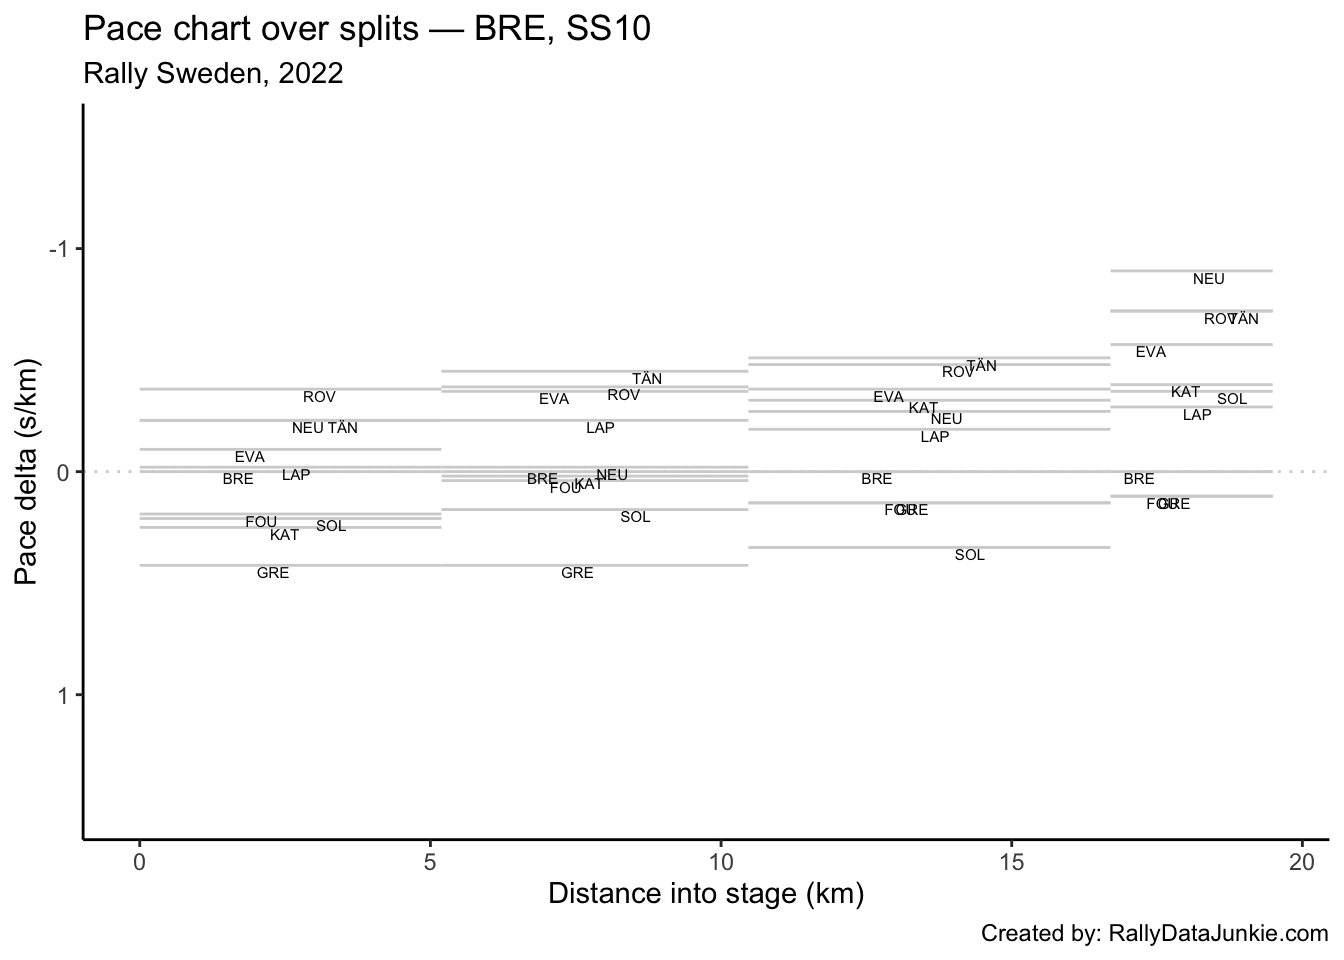 Pace chart over splits — BRE, SS10
Rally Sweden, 2022
Pace delta (s/km)
-1
0
1
ROV
NEU TÄN
EVA
LAP
BRE
FOU
SOL
KAT
GRE
TÄN
ROV
EVA
LAP
NEU
BRE
KAT
FOU
SOL
GRE
TÄN
ROV
EVA
KAT
NEU
LAP
BRE
FOU GRE
SOL
NEU
ROV TÄN
EVA
KAT
SOL
LAP
BRE
FOU GRE
0 5 10 15 20
Distance into stage (km)
Created by: RallyDataJunkie.com